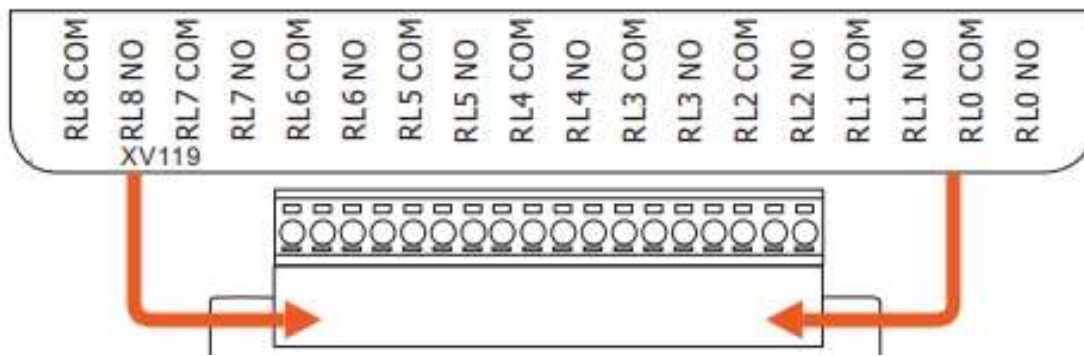 RL8 COM
RL8 NO
RL7 COM
RL7 NO
RL6 COM
RL6 NO
RL5 COM
RL5 NO
RL4 COM
RL4 NO
RL3 COM
RL3 NO
RL2 COM
RL2 NO
RL1 COM
RL1 NO
RL0 COM
RL0 NO
XV119